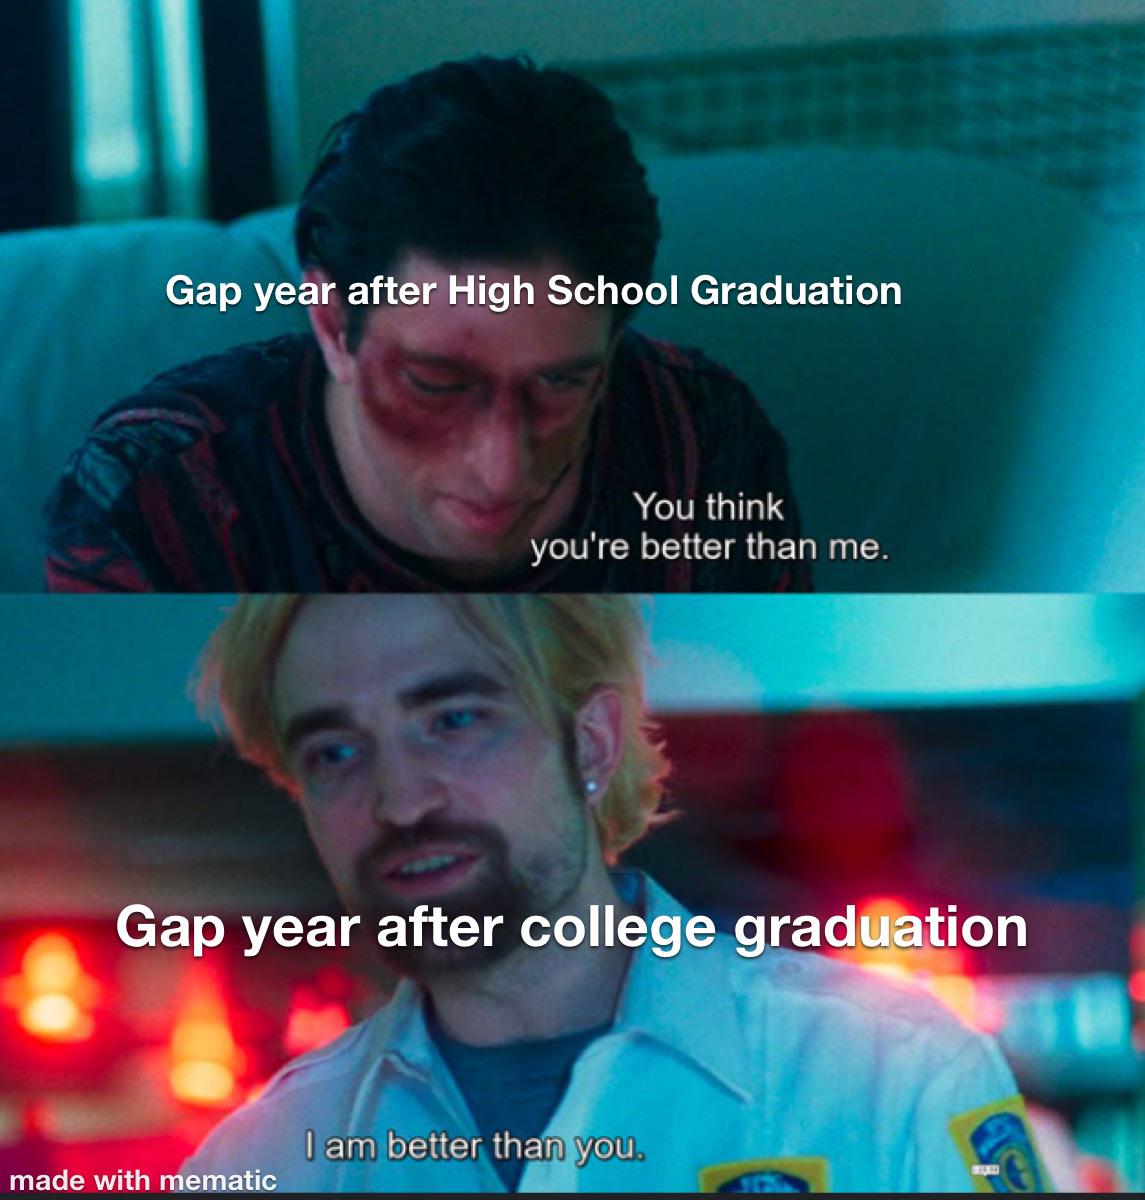 Gap year after High School Graduation
You think
you're better than me.
Gap year after college graduation
I am better than you.
made with mematic